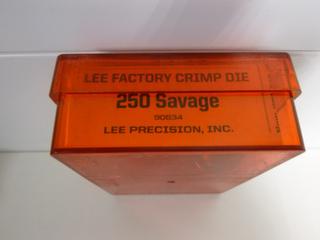 LEE FACTORY CRIMP DIE
250 Savage
90834
LEE PRECISION, INC.